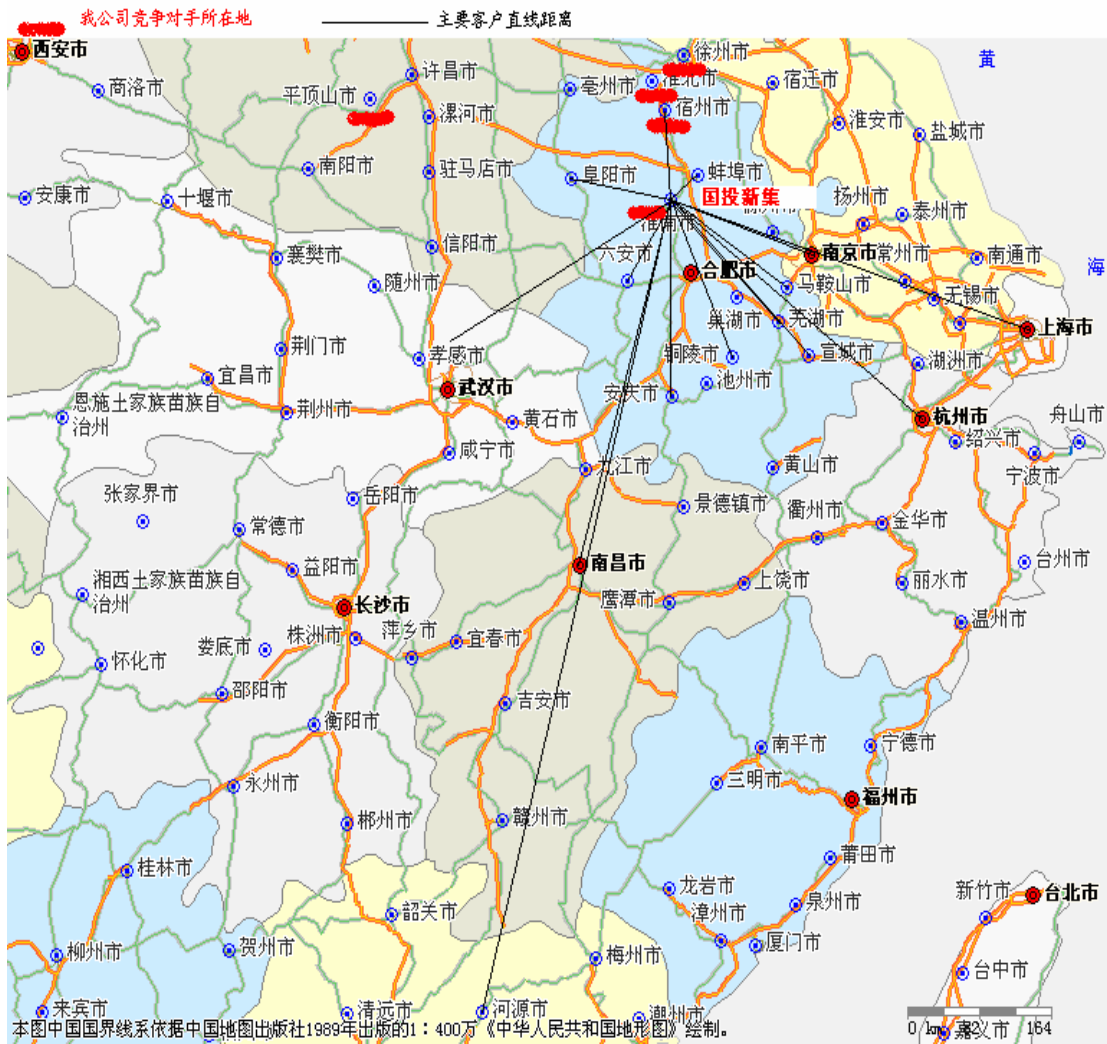 我公司竞争对手所在地
主要客户直线距离
西安市
徐州市
黄
商洛市
许昌市
平顶山市
亳州市
淮北市
宿迁市
宿州市
漯河市
淮安市
盐城市
南阳市
驻马店市
阜阳市
蚌埠市
安康市
十堰市
国投新集
扬州市
泰州市
淮南市
信阳市
襄樊市
六安市
合肥市
南京市
常州市
南通市
海
随州市
马鞍山市
无锡市
巢湖市
芜湖市
上海市
荆门市
孝感市
铜陵市
宣城市
湖洲市
宜昌市
武汉市
安庆市
池州市
恩施土家族苗族自
治州
荆州市
黄石市
杭州市
舟山市
绍兴市
咸宁市
九江市
黄山市
宁波市
张家界市
岳阳市
景德镇市
衢州市
常德市
金华市
益阳市
南昌市
台州市
湘西土家族苗族自
治州
上饶市
丽水市
长沙市
鹰潭市
温州市
株洲市
萍乡市
宜春市
娄底市
怀化市
邵阳市
吉安市
衡阳市
南平市
宁德市
永州市
三明市
福州市
郴州市
赣州市
桂林市
莆田市
龙岩市
新竹市
台北市
韶关市
漳州市
泉州市
柳州市
贺州市
厦门市
梅州市
台中市
来宾市
清远市
河源市
潮州市
0 km 82 164
本图中国国界线系依据中国地图出版社1989年出版的1：400万《中华人民共和国地形图》绘制。
嘉义市